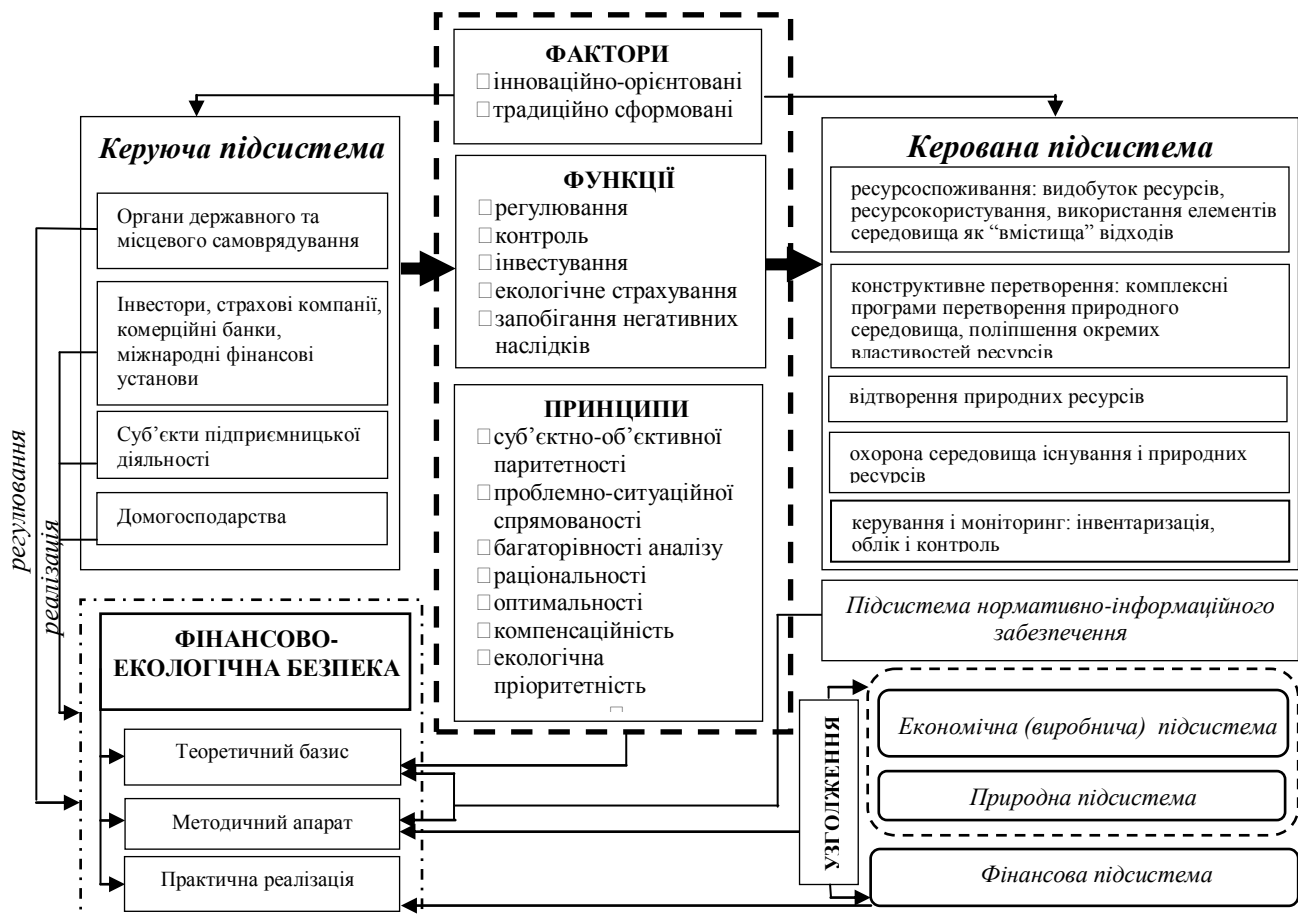 ФАКТОРИ
інноваційно-орієнтовані
традиційно сформовані
Керуюча підсистема
Органи державного та
місцевого самоврядування
Інвестори, страхові компанії,
комерційні банки,
міжнародні фінансові
установи
Суб’єкти підприємницької
діяльності
Домогосподарства
ФУНКЦІЇ
регулювання
контроль
інвестування
екологічне страхування
запобігання негативних
наслідків
ПРИНЦИПИ
суб’єктно-об’єктивної
паритетності
проблемно-ситуаційної
спрямованості
багаторівності аналізу
раціональності
оптимальності
компенсаційність
екологічна
пріоритетність
Керована підсистема
ресурсоспоживання: видобуток ресурсів,
ресурсокористування, використання елементів
середовища як “вмістища” відходів
конструктивне перетворення: комплексні
програми перетворення природного
середовища, поліпшення окремих
властивостей ресурсів
відтворення природних ресурсів
охорона середовища існування і природних
ресурсів
керування і моніторинг: інвентаризація,
облік і контроль
регулювання
реалізація
ФІНАНСОВО-
ЕКОЛОГІЧНА БЕЗПЕКА
Теоретичний базис
Методичний апарат
Практична реалізація
Підсистема нормативно-інформаційного
забезпечення
УЗГОДЖЕННЯ
Економічна (виробнича) підсистема
Природна підсистема
Фінансова підсистема